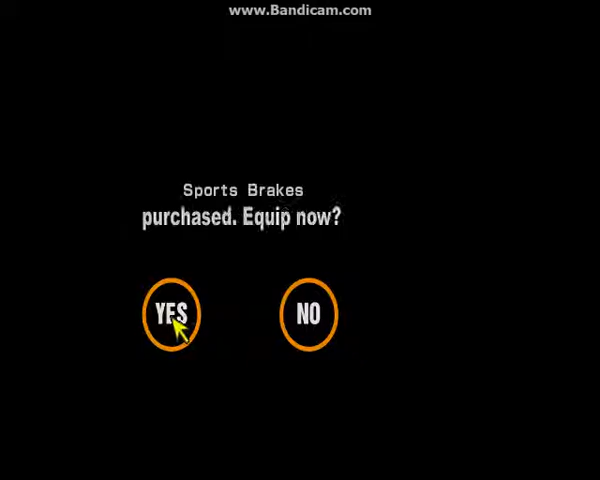 www.Bandicam.com
Sports Brakes
purchased. Equip now?
YES
NO